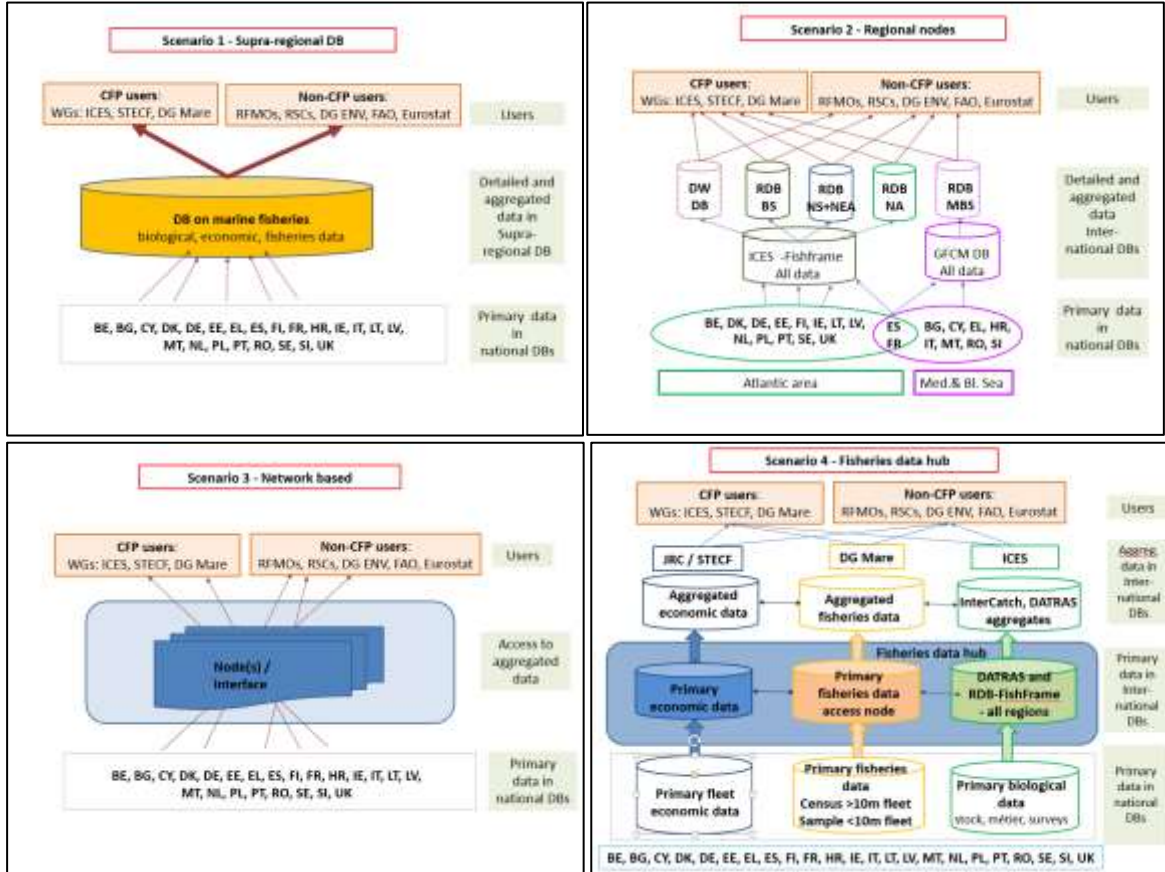 Scenario 1 - Supra-regional DB
CFP users:
WGs: ICES, STECF, DG Mare
Non-CFP users:
RFMOs, RSCs, DG ENV, FAO, Eurostat
Users
DB on marine fisheries
biological, economic, fisheries data
Detailed and
aggregated
data in
Supra-
regional DB
BE, BG, CY, DK, DE, EE, EL, ES, FI, FR, HR, IE, IT, LT, LV,
MT, NL, PL, PT, RO, SE, SI, UK
Primary data
in
national DBs
Scenario 2 - Regional nodes
CFP users:
WGs: ICES, STECF, DG Mare
Non-CFP users:
RFMOs, RSCs, DG ENV, FAO, Eurostat
Users
DW
DB
RDB
BS
RDB
NS+NEA
RDB
NA
RDB
MBS
ICES -Fishframe
All data
GFCM DB
All data
Detailed and
aggregated
data
Inter-
national DBs
BE, DK, DE, EE, FI, IE, LT, LV,
NL, PL, PT, SE, UK
ES
FR
BG, CY, EL, HR,
IT, MT, RO, SI
Primary data
in
national DBs
Atlantic area
Med.& Bl. Sea
Scenario 3 - Network based
CFP users:
WGs: ICES, STECF, DG Mare
Non-CFP users:
RFMOs, RSCs, DG ENV, FAO, Eurostat
Users
Node(s) /
Interface
Access to
aggregated
data
BE, BG, CY, DK, DE, EE, EL, ES, FI, FR, HR, IE, IT, LT, LV,
MT, NL, PL, PT, RO, SE, SI, UK
Primary
data in
national DBs
Scenario 4 - Fisheries data hub
CFP users:
WGs: ICES, STECF, DG Mare
Non-CFP users:
RFMOs, RSCs, DG ENV, FAO, Eurostat
Users
JRC / STECF
DG Mare
ICES
Aggregated
economic data
Aggregated
fisheries data
InterCatch, DATRAS
aggregates
Aggreg.
data in
Inter-
national
DBs
Fisheries data hub
Primary
economic data
Primary
fisheries data
access node
DATRAS and
RDB-FishFrame
- all regions
Primary
data in
Inter-
national
DBs
Primary fleet
economic data
Primary fisheries
data
Census >10m fleet
Sample <10m fleet
Primary biological
data
stock, métier, surveys
Primary
data in
national
DBs
BE, BG, CY, DK, DE, EE, EL, ES, FI, FR, HR, IE, IT, LT, LV, MT, NL, PL, PT, RO, SE, SI, UK